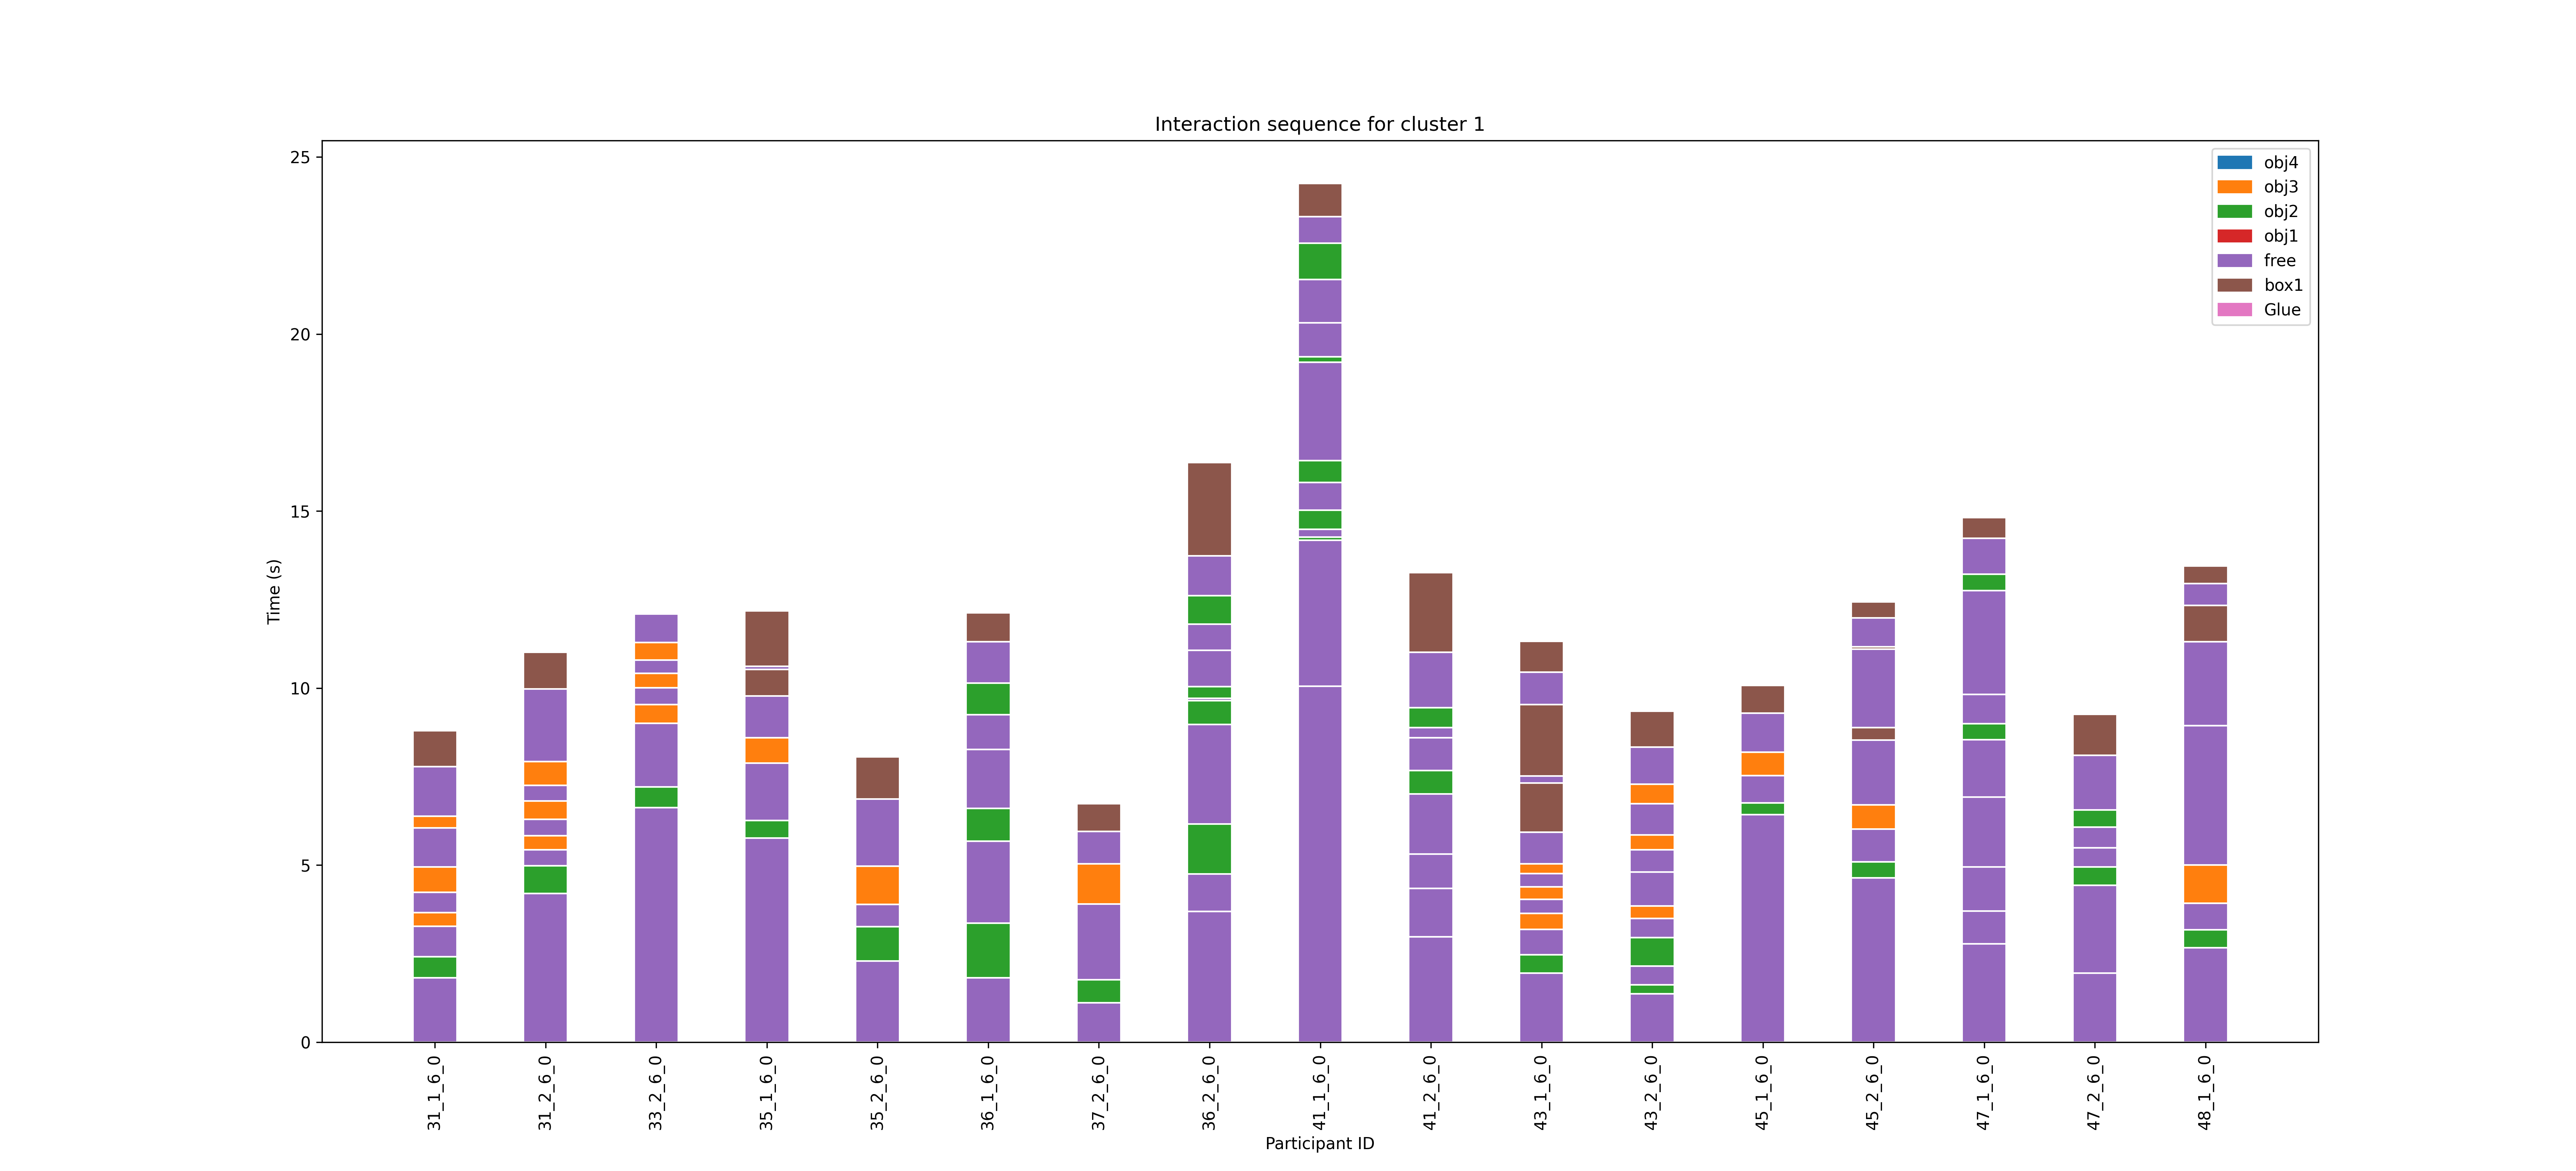 Interaction sequence for cluster 1
25
20
15
10
5
0
Time (s)
obj4
obj3
obj2
obj1
free
box1
Glue
31_1_6_0
31_2_6_0
33_2_6_0
35_1_6_0
35_2_6_0
36_1_6_0
37_2_6_0
36_2_6_0
41_1_6_0
41_2_6_0
43_1_6_0
43_2_6_0
45_1_6_0
45_2_6_0
47_1_6_0
47_2_6_0
48_1_6_0
Participant ID